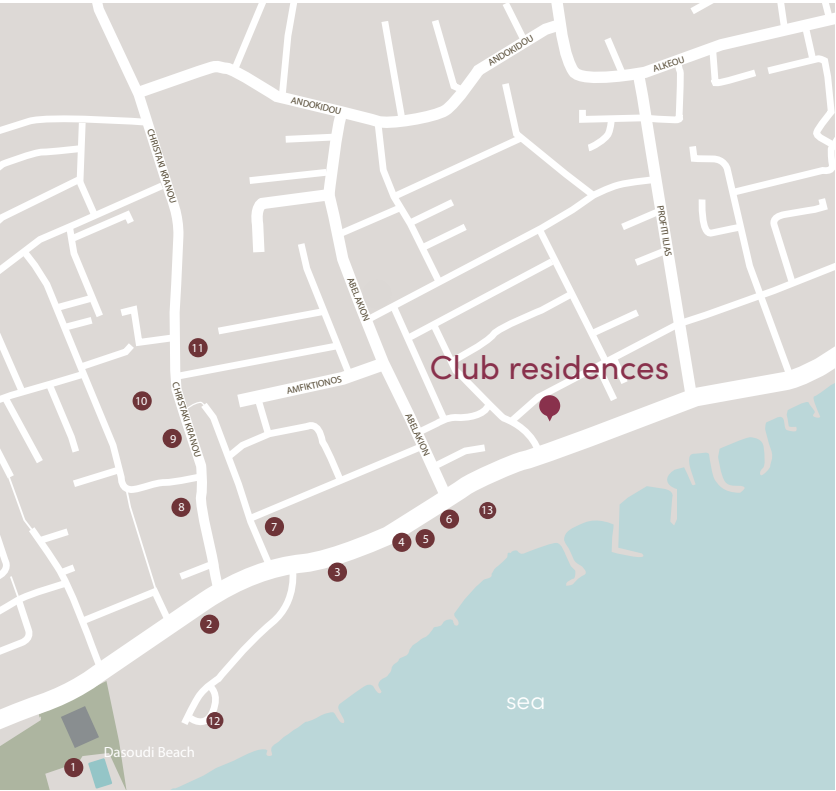 ANDOKIDOU
ALKEOU
ANDOKIDOU
CHRISTAKI KRANOU
PROFITI ILIAS
ABELAKION
11
Club residences
AMFIKTIONOS
10
CHRISTAKI KRANOU
ABELAKION
9
8
13
6
7
5
4
3
2
sea
12
Dasoudi Beach
1